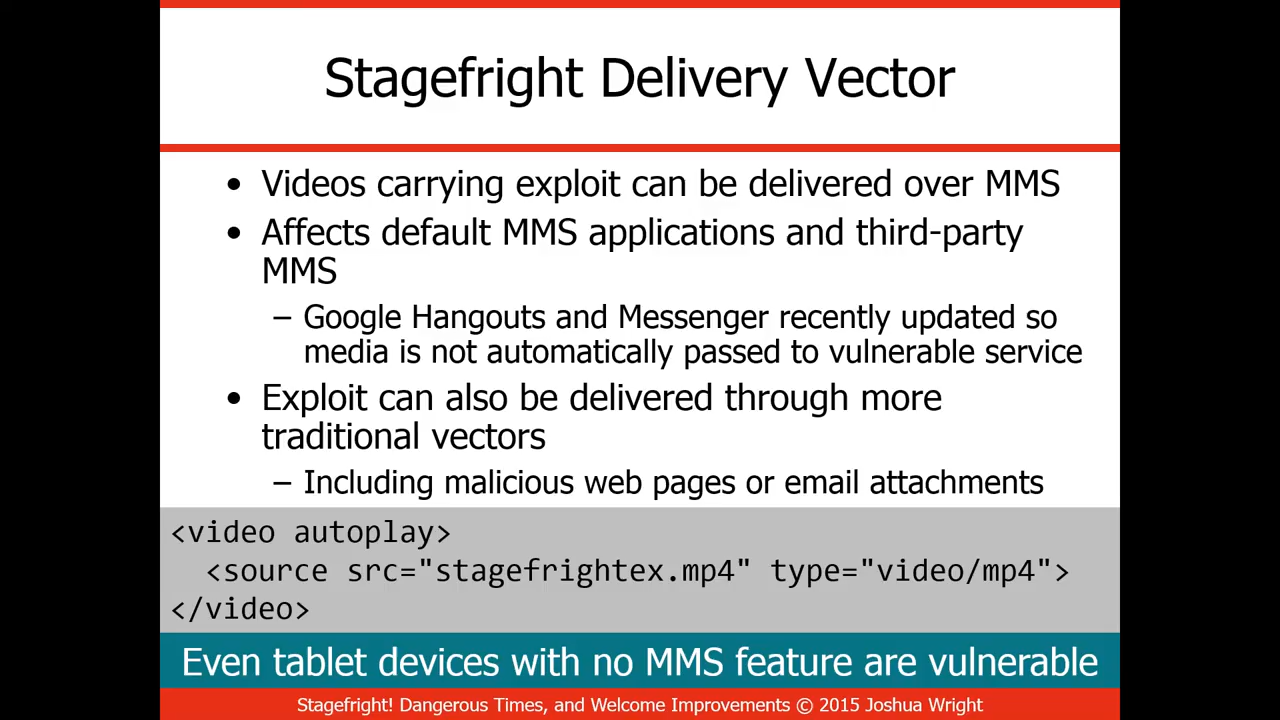 Stagefright Delivery Vector
• Videos carrying exploit can be delivered over MMS
• Affects default MMS applications and third-party
MMS
– Google Hangouts and Messenger recently updated so
media is not automatically passed to vulnerable service
• Exploit can also be delivered through more
traditional vectors
– Including malicious web pages or email attachments
<video autoplay>
  <source src="stagefrightex.mp4" type="video/mp4">
</video>
Even tablet devices with no MMS feature are vulnerable
Stagefright! Dangerous Times, and Welcome Improvements © 2015 Joshua Wright